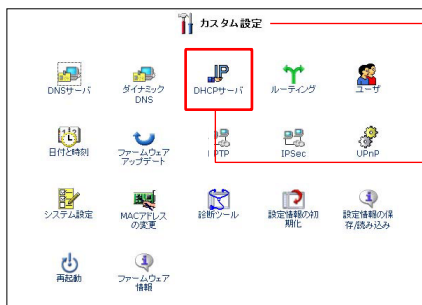 カスタム設定
DNSサーバ
ダイナミック
DNS
DHCPサーバ
ルーティング
ユーザ
日付と時刻
ファームウェア
アップデート
PTP
IPSec
UPnP
システム設定
MACアドレス
の変更
診断ツール
設定情報の初
期化
設定情報の保
存/読み込み
再起動
ファームウェア
情報